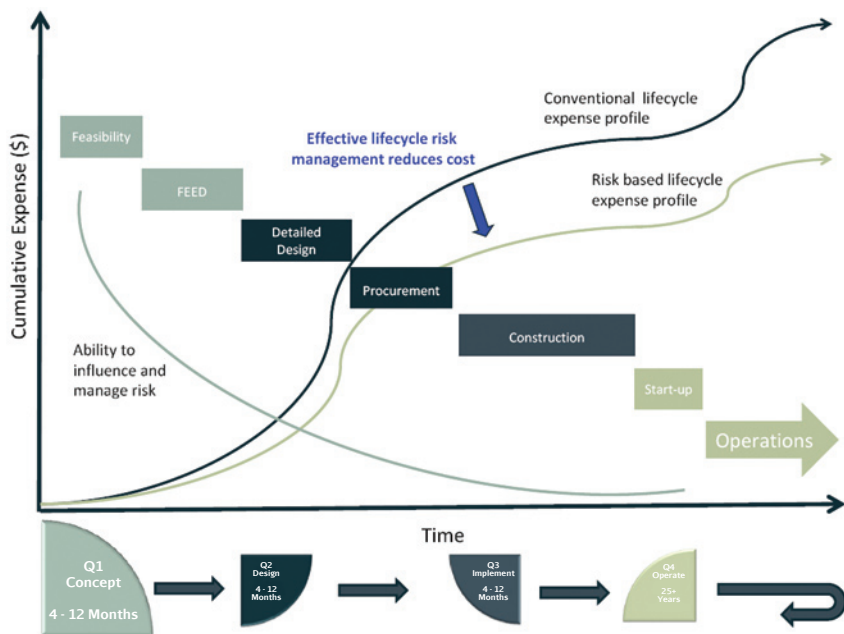 Cumulative Expense ($)
Feasibility
FEED
Detailed
Design
Procurement
Construction
Start-up
Operations
Effective lifecycle risk
management reduces cost
Conventional lifecycle
expense profile
Risk based lifecycle
expense profile
Ability to
influence and
manage risk
Time
Q1
Concept
4 - 12 Months
Q2
Design
4 - 12
Months
Q3
Implement
4 - 12
Months
Q4
Operate
25+
Years